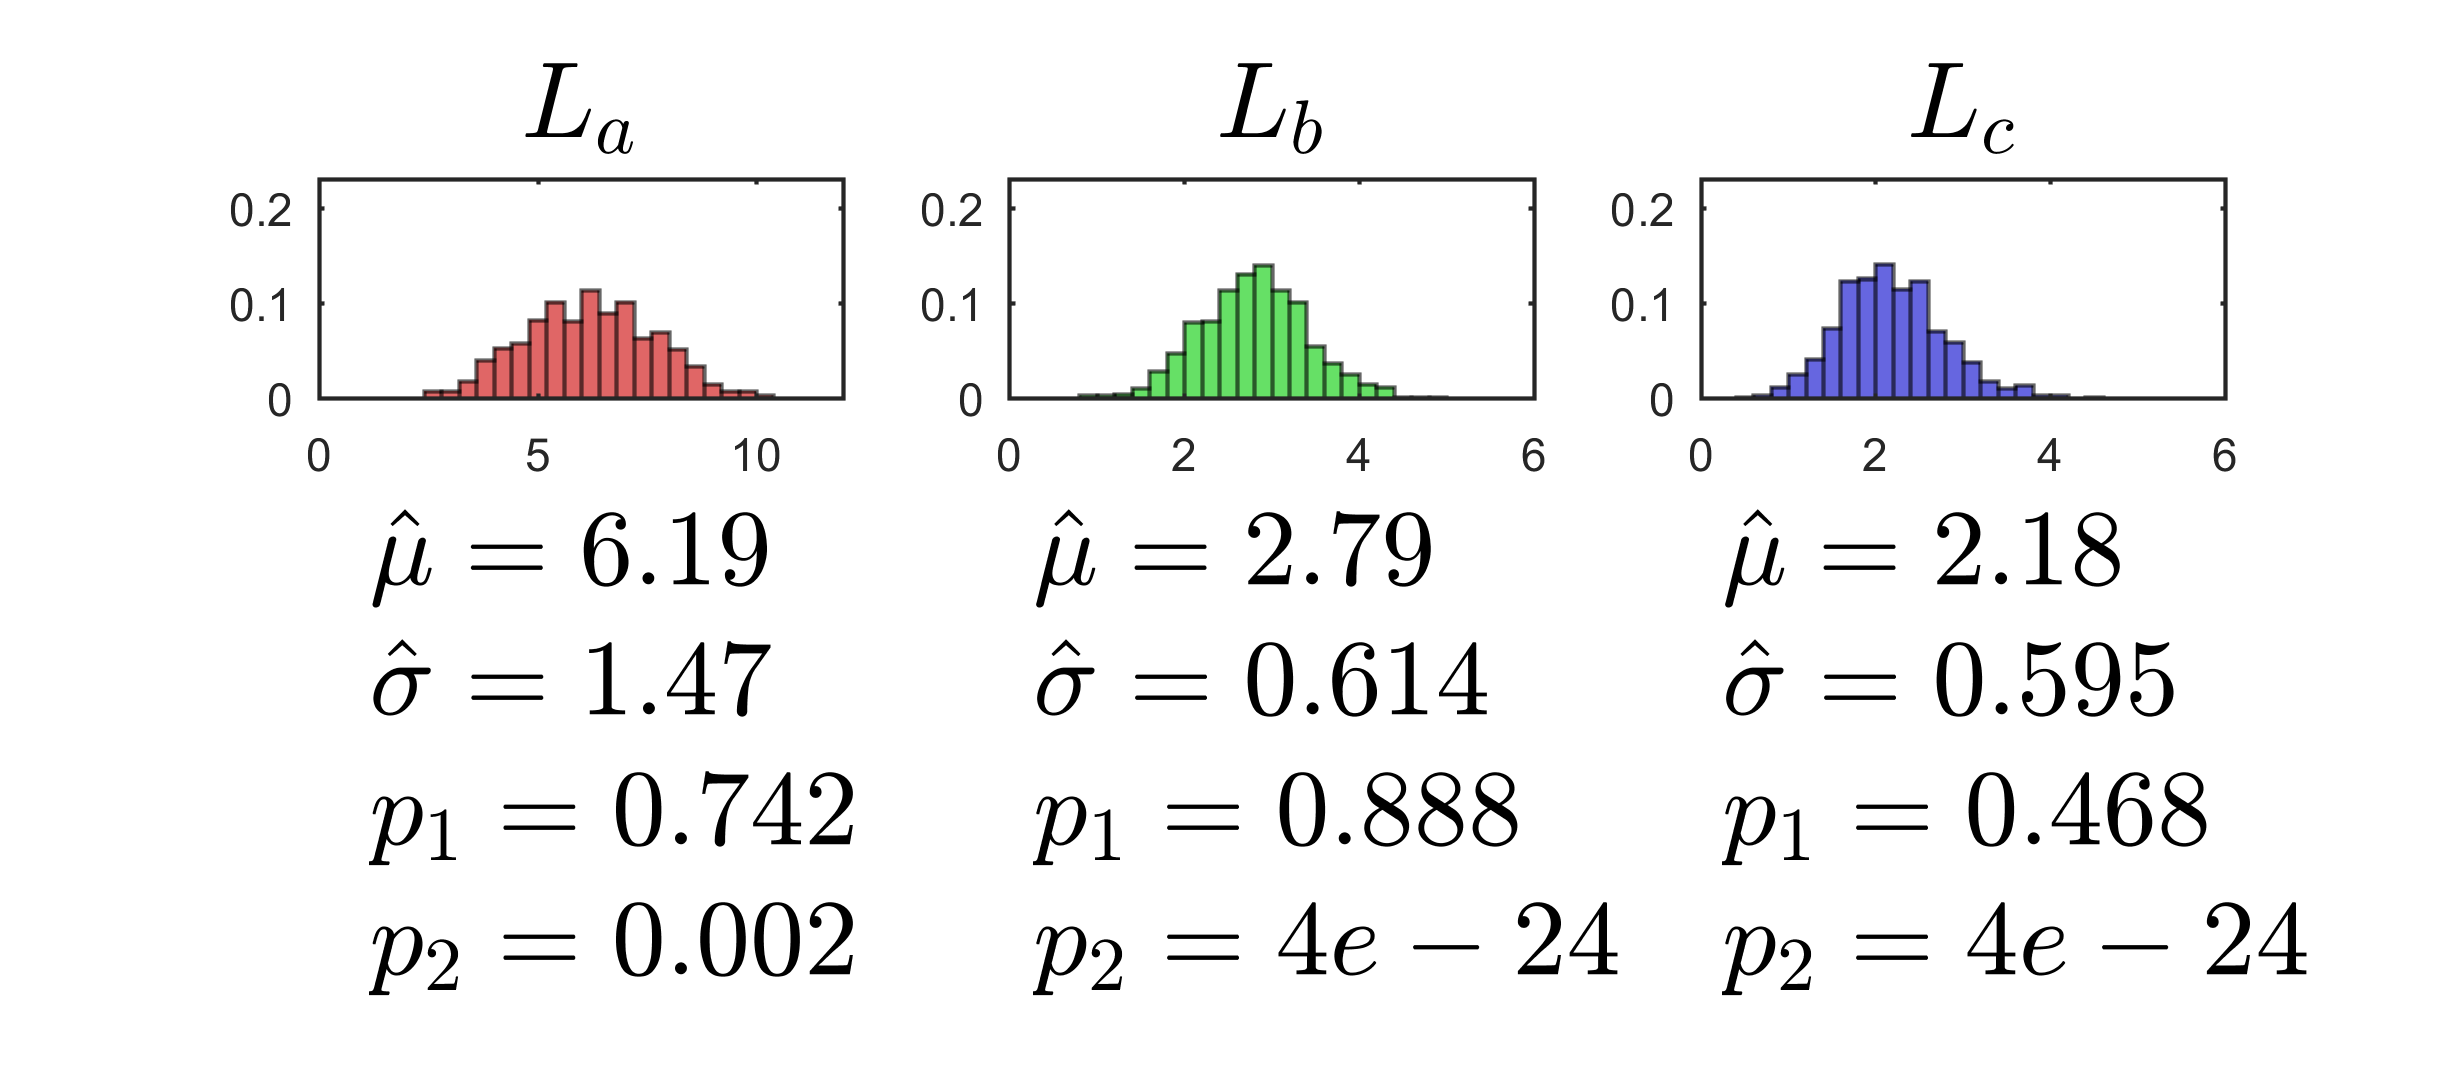 L_a L_b L_c
0.2 0.2 0.2
0.1 0.1 0.1
0 0 0
0 5 10 0 2 4 6 0 2 4 6
μ̂ = 6.19 μ̂ = 2.79 μ̂ = 2.18
σ̂ = 1.47 σ̂ = 0.614 σ̂ = 0.595
p₁ = 0.742 p₁ = 0.888 p₁ = 0.468
p₂ = 0.002 p₂ = 4e − 24 p₂ = 4e − 24